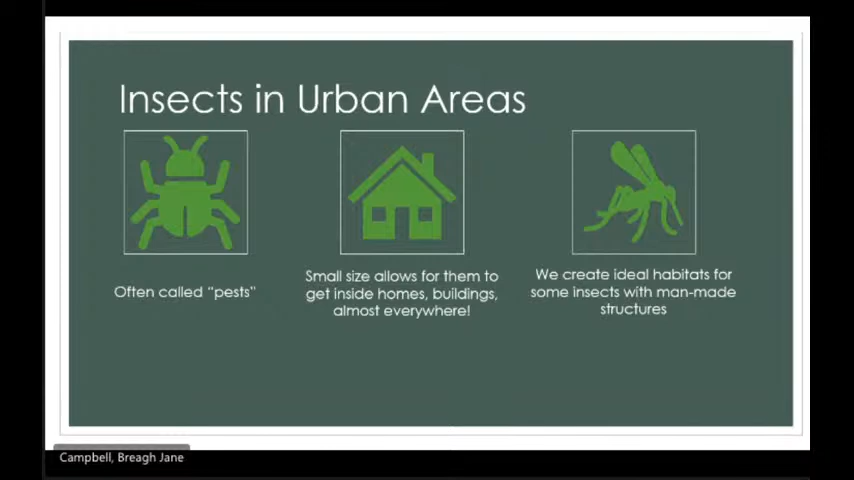 Insects in Urban Areas
Often called “pests”
Small size allows for them to
get inside homes, buildings,
almost everywhere!
We create ideal habitats for
some insects with man-made
structures
Campbell, Breagh Jane